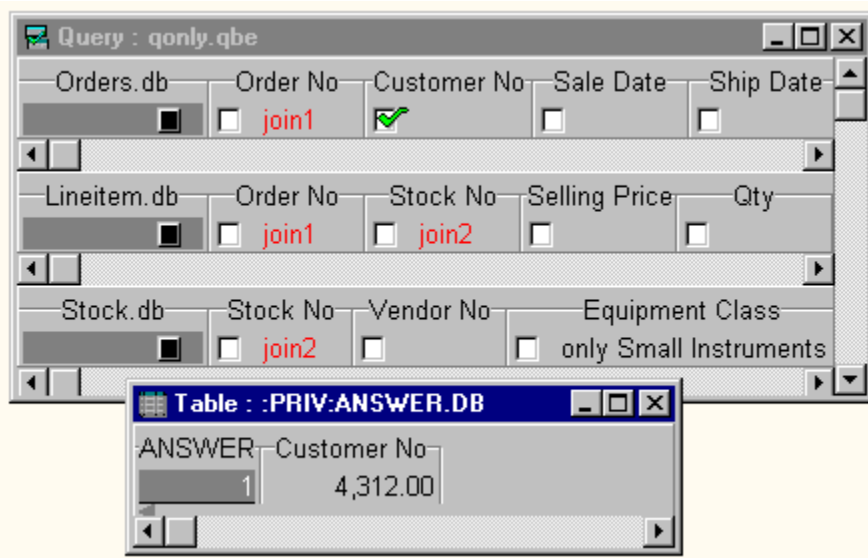 Query : qonly.qbe
Orders.db Order No Customer No Sale Date Ship Date
join1
Lineitem.db Order No Stock No Selling Price Qty
join1 join2
Stock.db Stock No Vendor No Equipment Class
join2 only Small Instruments
Table : :PRIV:ANSWER.DB
ANSWER Customer No
1 4,312.00